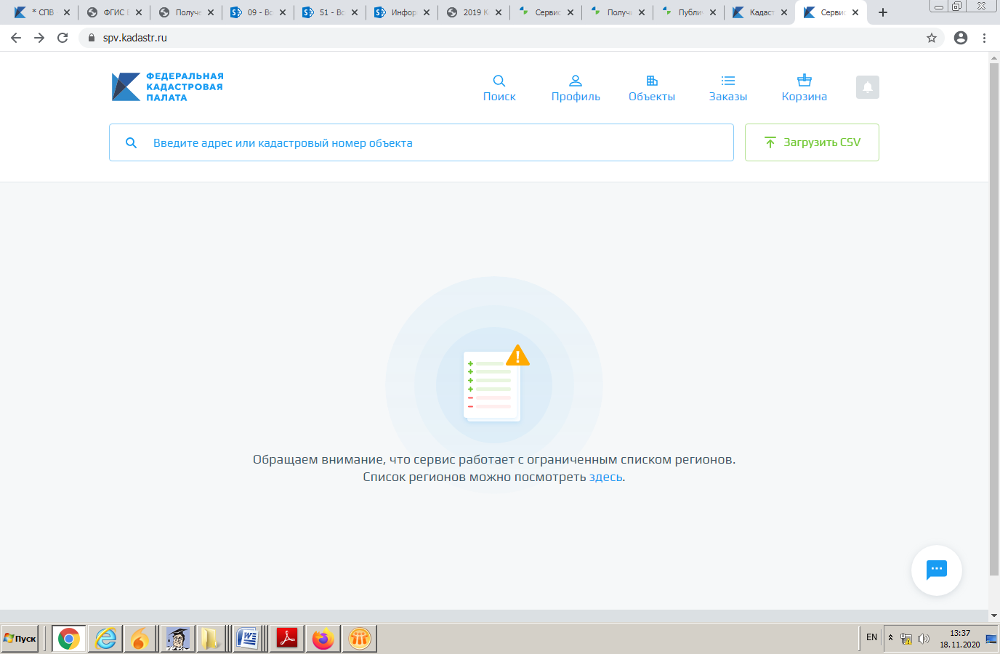 * СПВ
ФГИС
Получе
09 - Вс
51 - Вс
Инфор
2019 К
Сервис
Получ
Публич
Кадаст
Сервис
spv.kadastr.ru
ФЕДЕРАЛЬНАЯ
КАДАСТРОВАЯ
ПАЛАТА
Поиск
Профиль
Объекты
Заказы
Корзина
Введите адрес или кадастровый номер объекта
Загрузить CSV
Обращаем внимание, что сервис работает с ограниченным списком регионов.
Список регионов можно посмотреть здесь.
Пуск
EN
13:37
18.11.2020